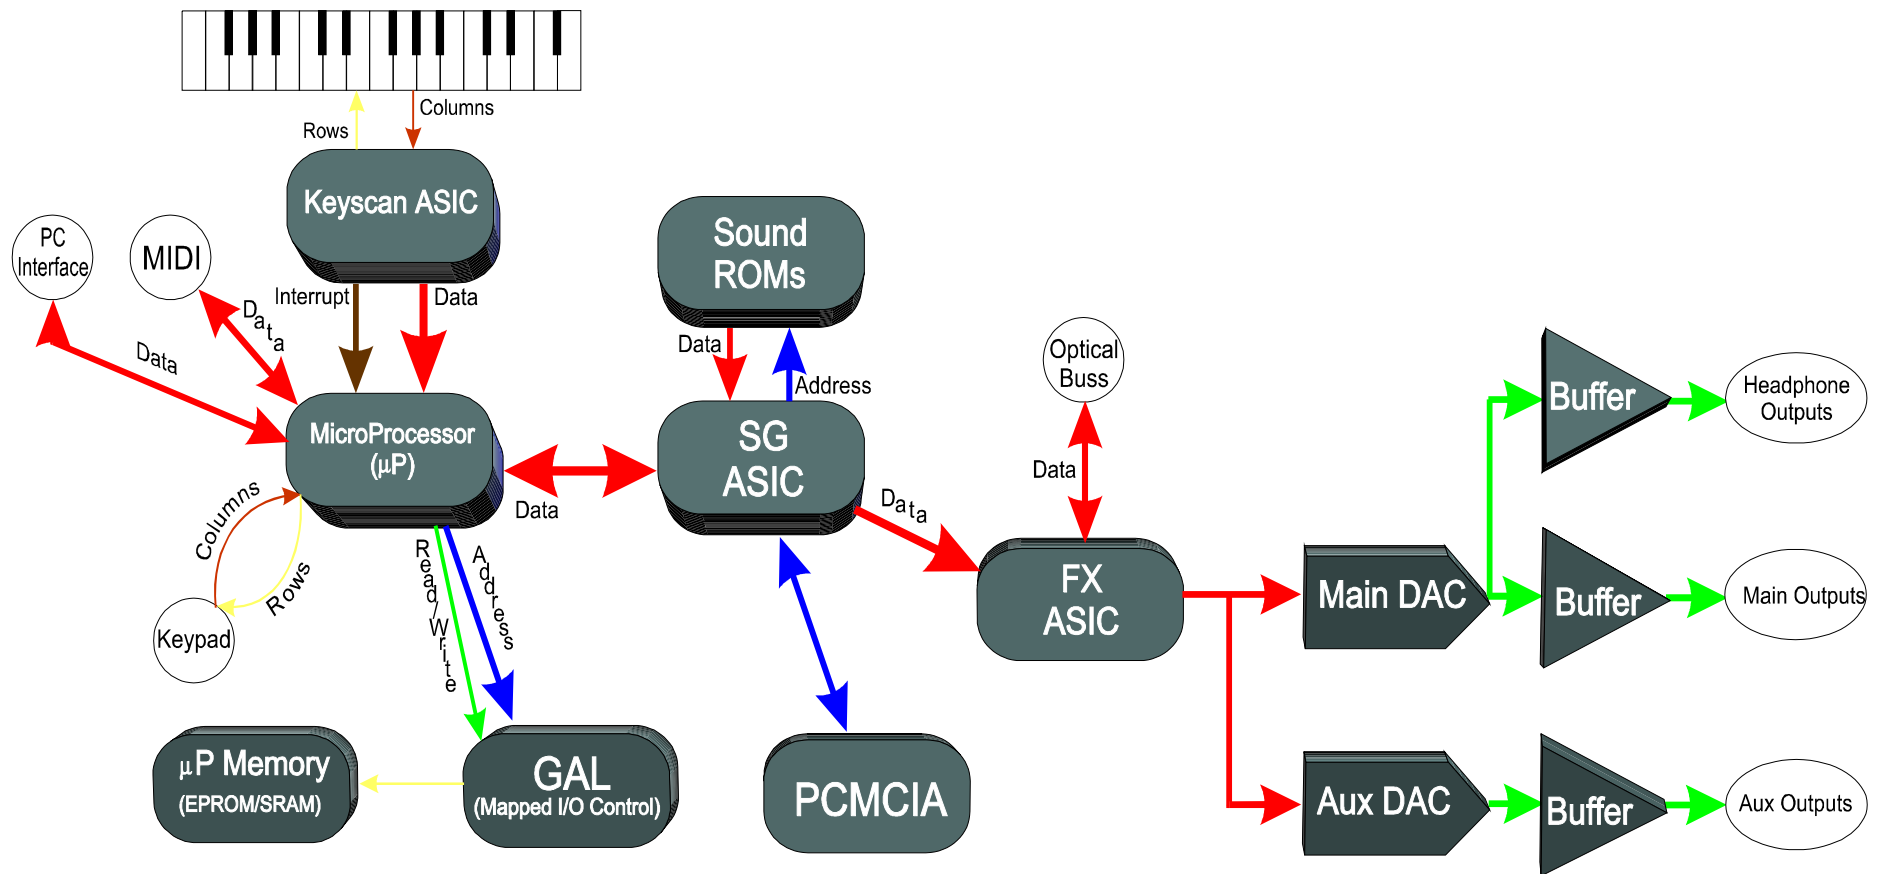 Columns
Rows
Keyscan ASIC
PC
Interface
MIDI
Interrupt
Data
Data
Data
Sound
ROMs
Data
Address
MicroProcessor
(µP)
Data
SG
ASIC
Data
Optical
Buss
Data
Columns
Rows
Keypad
Read/Write
Address
FX
ASIC
µP Memory
(EPROM/SRAM)
GAL
(Mapped I/O Control)
PCMCIA
Main DAC
Aux DAC
Buffer
Headphone
Outputs
Buffer
Main Outputs
Buffer
Aux Outputs